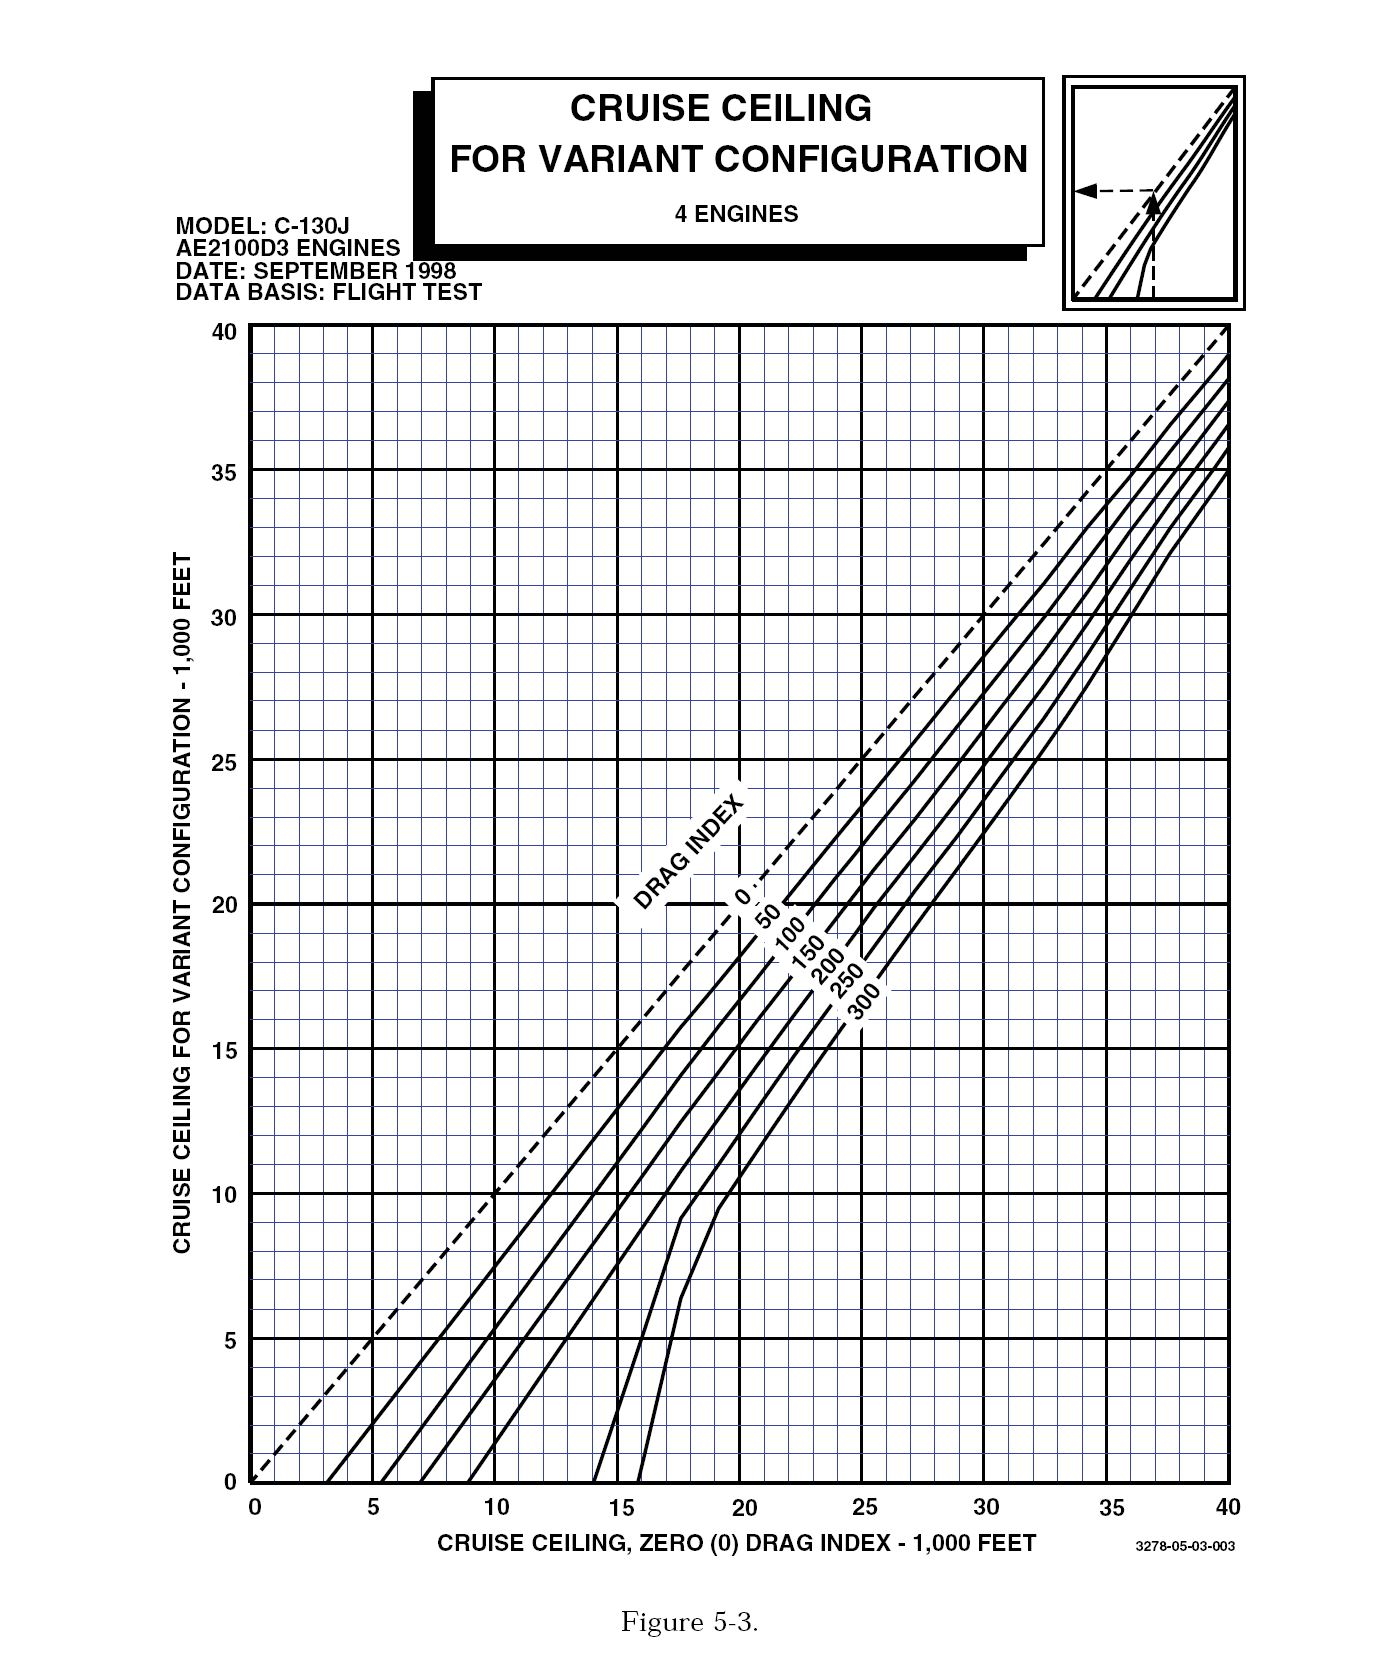 CRUISE CEILING
FOR VARIANT CONFIGURATION
4 ENGINES
MODEL: C-130J
AE2100D3 ENGINES
DATE: SEPTEMBER 1998
DATA BASIS: FLIGHT TEST
40
35
30
25
20
15
10
5
0
CRUISE CEILING FOR VARIANT CONFIGURATION - 1,000 FEET
DRAG INDEX
0
50
100
150
200
250
300
0 5 10 15 20 25 30 35 40
CRUISE CEILING, ZERO (0) DRAG INDEX - 1,000 FEET
3278-05-03-003
Figure 5-3.